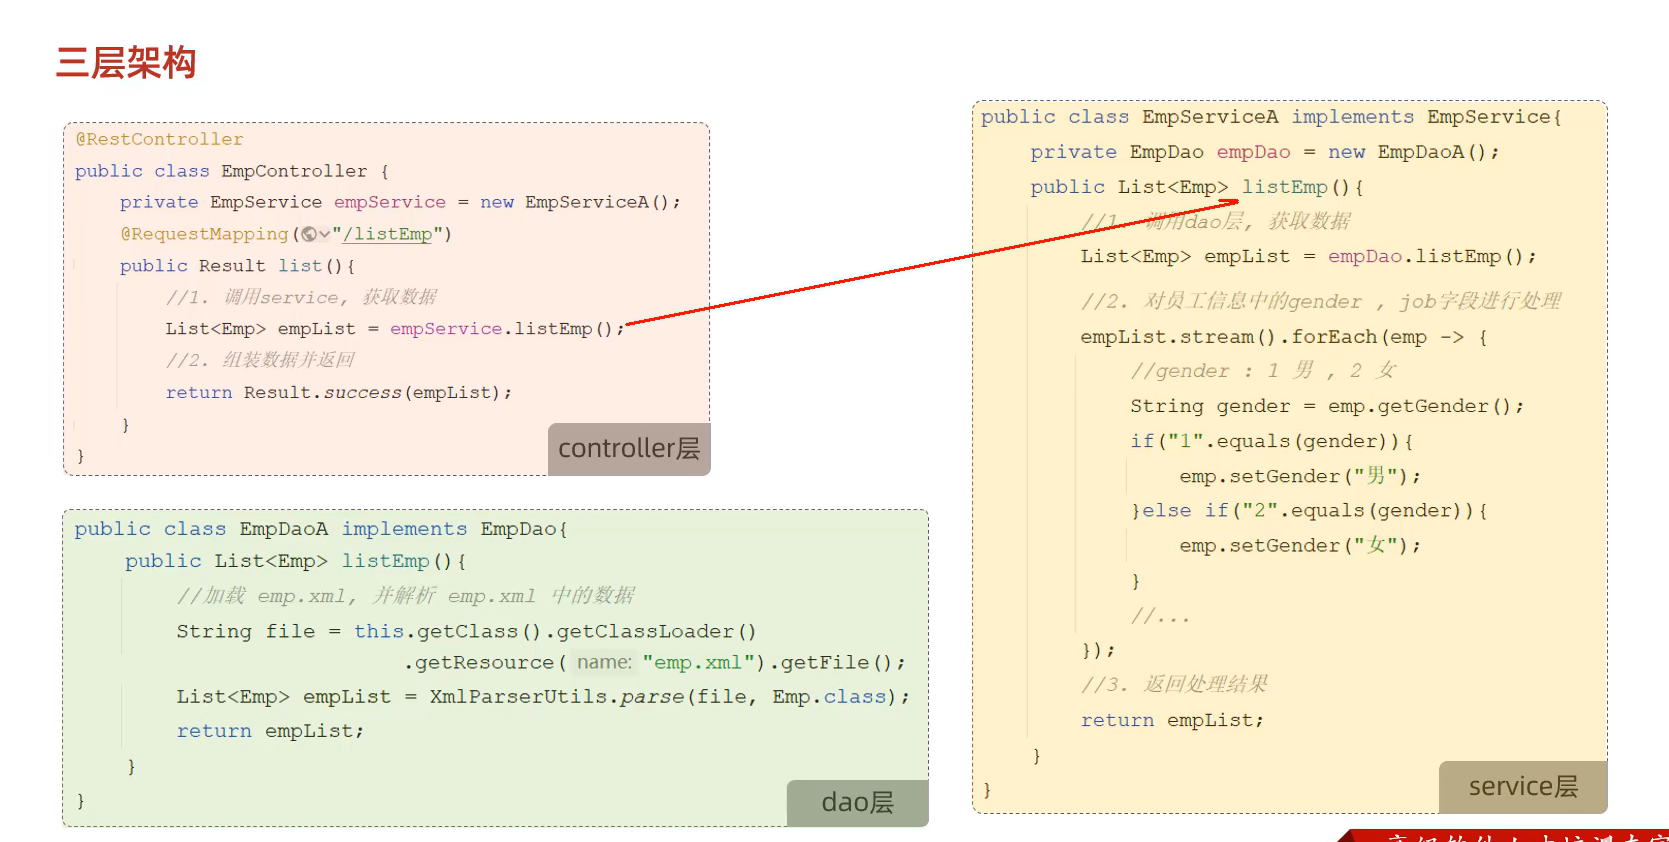 三层架构
@RestController
public class EmpController {
private EmpService empService = new EmpServiceA();
@RequestMapping("/listEmp")
public Result list(){
//1. 调用service, 获取数据
List<Emp> empList = empService.listEmp();
//2. 组装数据并返回
return Result.success(empList);
}
}
controller层
public class EmpDaoA implements EmpDao{
public List<Emp> listEmp(){
//加载 emp.xml, 并解析 emp.xml 中的数据
String file = this.getClass().getClassLoader()
.getResource( name: "emp.xml").getFile();
List<Emp> empList = XmlParserUtils.parse(file, Emp.class);
return empList;
}
}
dao层
public class EmpServiceA implements EmpService{
private EmpDao empDao = new EmpDaoA();
public List<Emp> listEmp(){
//1. 调用dao层, 获取数据
List<Emp> empList = empDao.listEmp();
//2. 对员工信息中的gender , job字段进行处理
empList.stream().forEach(emp -> {
//gender : 1 男 , 2 女
String gender = emp.getGender();
if("1".equals(gender)){
emp.setGender("男");
}else if("2".equals(gender)){
emp.setGender("女");
}
//...
});
//3. 返回处理结果
return empList;
}
}
service层